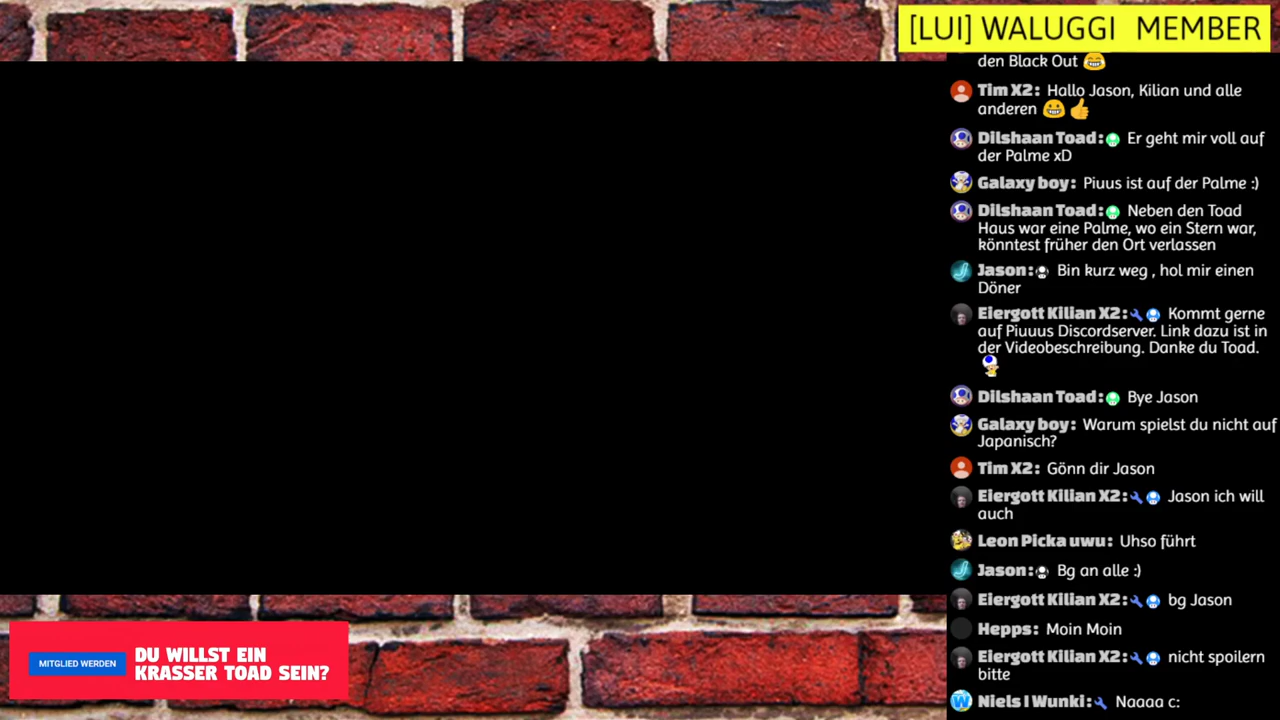 [LUI] WALUGGI MEMBER
den Black Out 😂
Tim X2: Hallo Jason, Kilian und alle
anderen 😁👍
Dilshaan Toad: Er geht mir voll auf
der Palme xD
Galaxy boy: Piuus ist auf der Palme :)
Dilshaan Toad: Neben den Toad
Haus war eine Palme, wo ein Stern war,
könntest früher den Ort verlassen
Jason: Bin kurz weg , hol mir einen
Döner
Eiergott Kilian X2: Kommt gerne
auf Piuuus Discordserver. Link dazu ist in
der Videobeschreibung. Danke du Toad.
Dilshaan Toad: Bye Jason
Galaxy boy: Warum spielst du nicht auf
Japanisch?
Tim X2: Gönn dir Jason
Eiergott Kilian X2: Jason ich will
auch
Leon Picka uwu: Uhso führt
Jason: Bg an alle :)
Eiergott Kilian X2: bg Jason
Hepps: Moin Moin
Eiergott Kilian X2: nicht spoilern
bitte
Niels | Wunki: Naaaa c:
MITGLIED WERDEN
DU WILLST EIN
KRASSER TOAD SEIN?